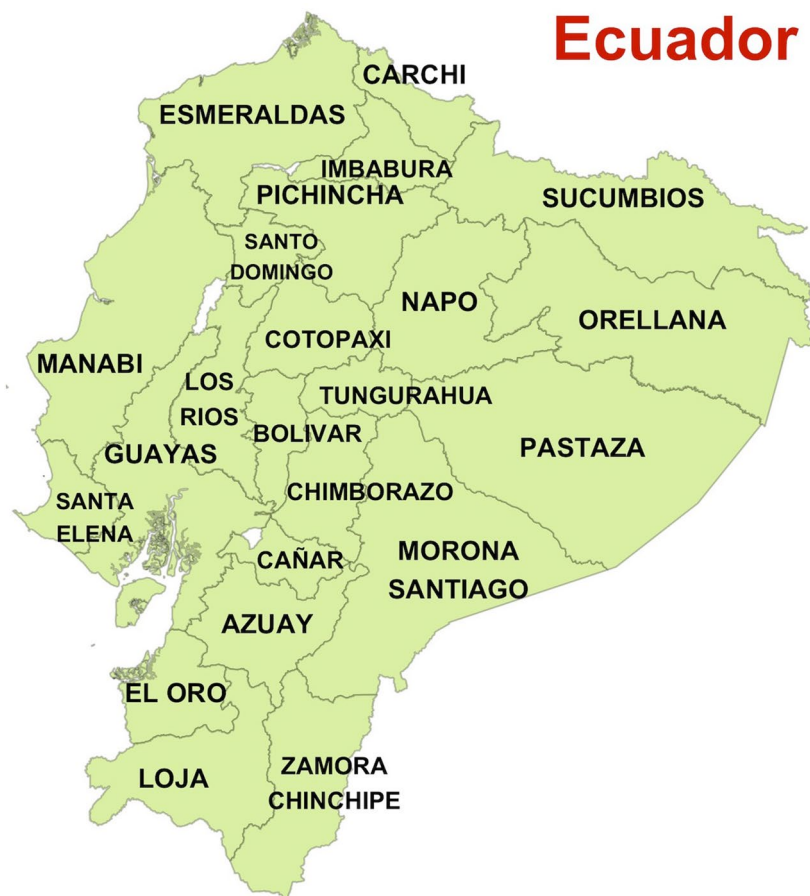 Ecuador
CARCHI
ESMERALDAS
IMBABURA
PICHINCHA
SUCUMBIOS
SANTO
DOMINGO
NAPO
ORELLANA
COTOPAXI
MANABI
LOS
RIOS
TUNGURAHUA
BOLIVAR
PASTAZA
GUAYAS
CHIMBORAZO
SANTA
ELENA
MORONA
SANTIAGO
CAÑAR
AZUAY
EL ORO
ZAMORA
CHINCHIPE
LOJA